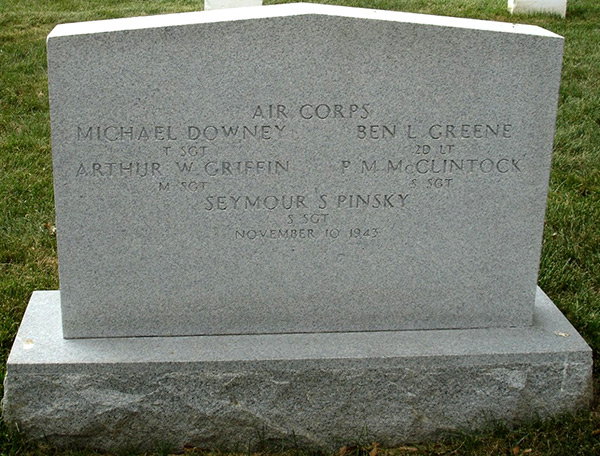 AIR CORPS
MICHAEL DOWNEY BEN L GREENE
T SGT 2D LT
ARTHUR W GRIFFIN P M McCLINTOCK
M SGT S SGT
SEYMOUR S PINSKY
S SGT
NOVEMBER 10 1943